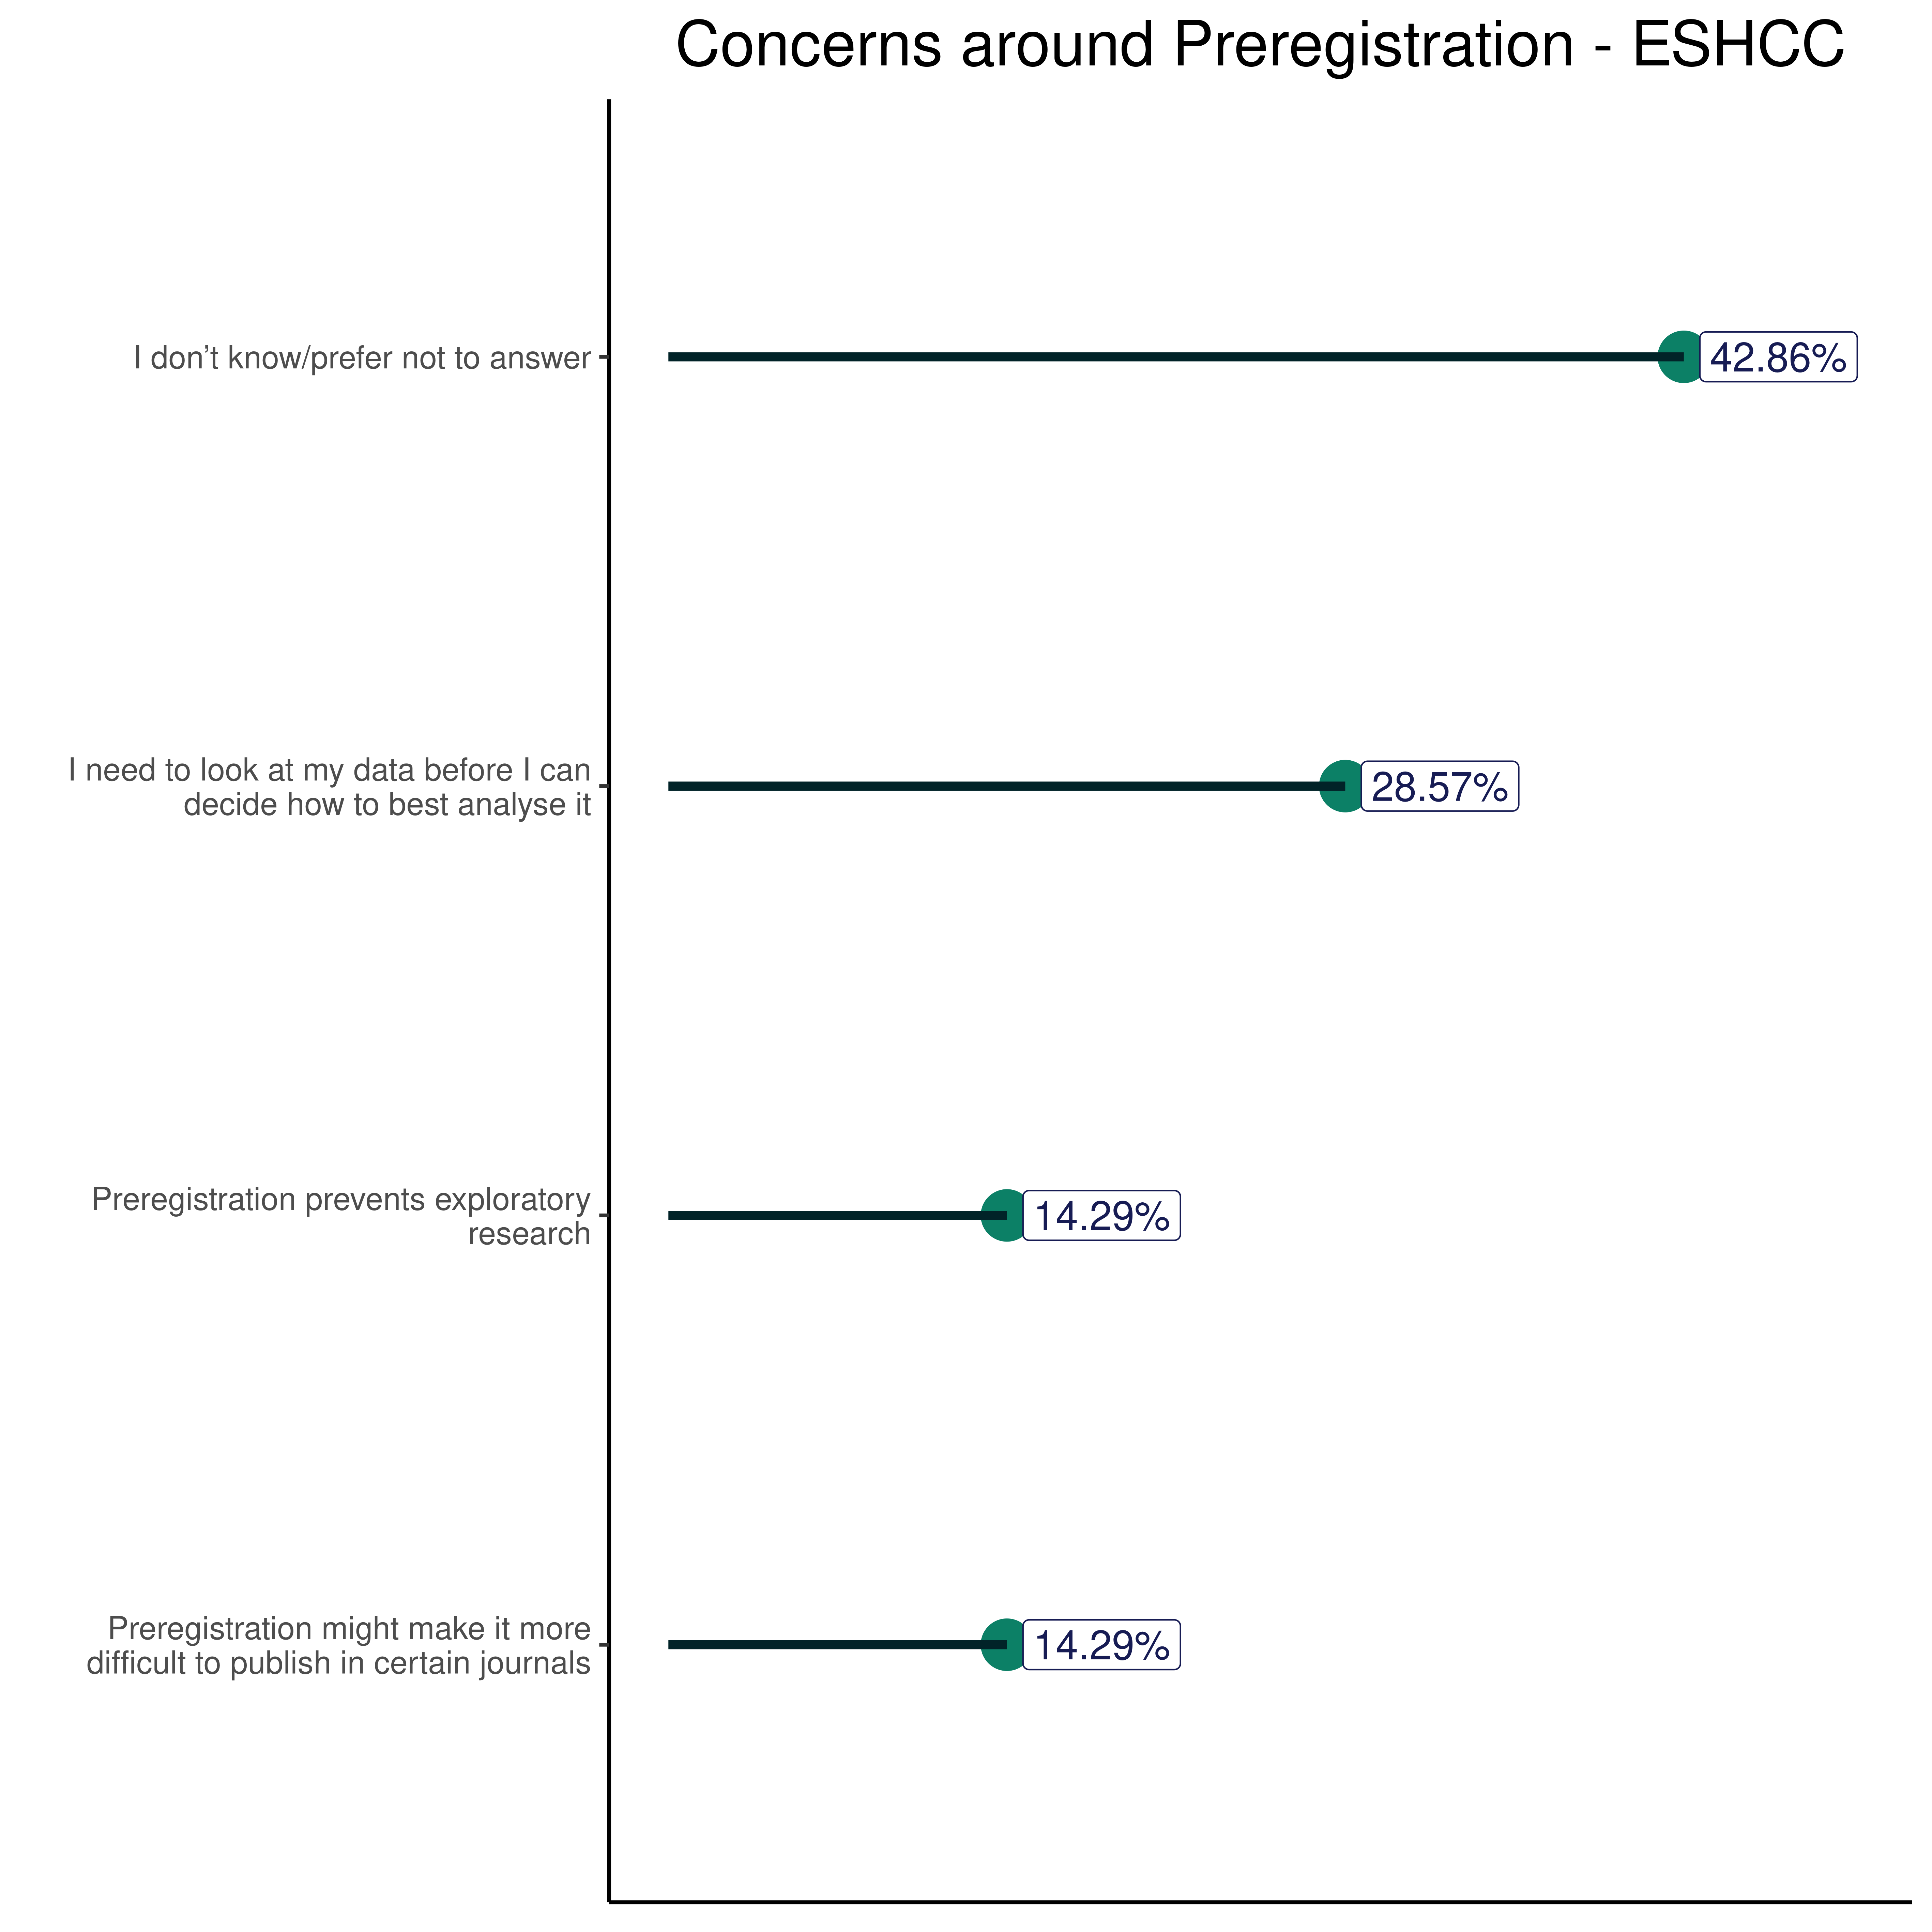 Concerns around Preregistration - ESHCC
I don’t know/prefer not to answer
42.86%
I need to look at my data before I can
decide how to best analyse it
28.57%
Preregistration prevents exploratory
research
14.29%
Preregistration might make it more
difficult to publish in certain journals
14.29%